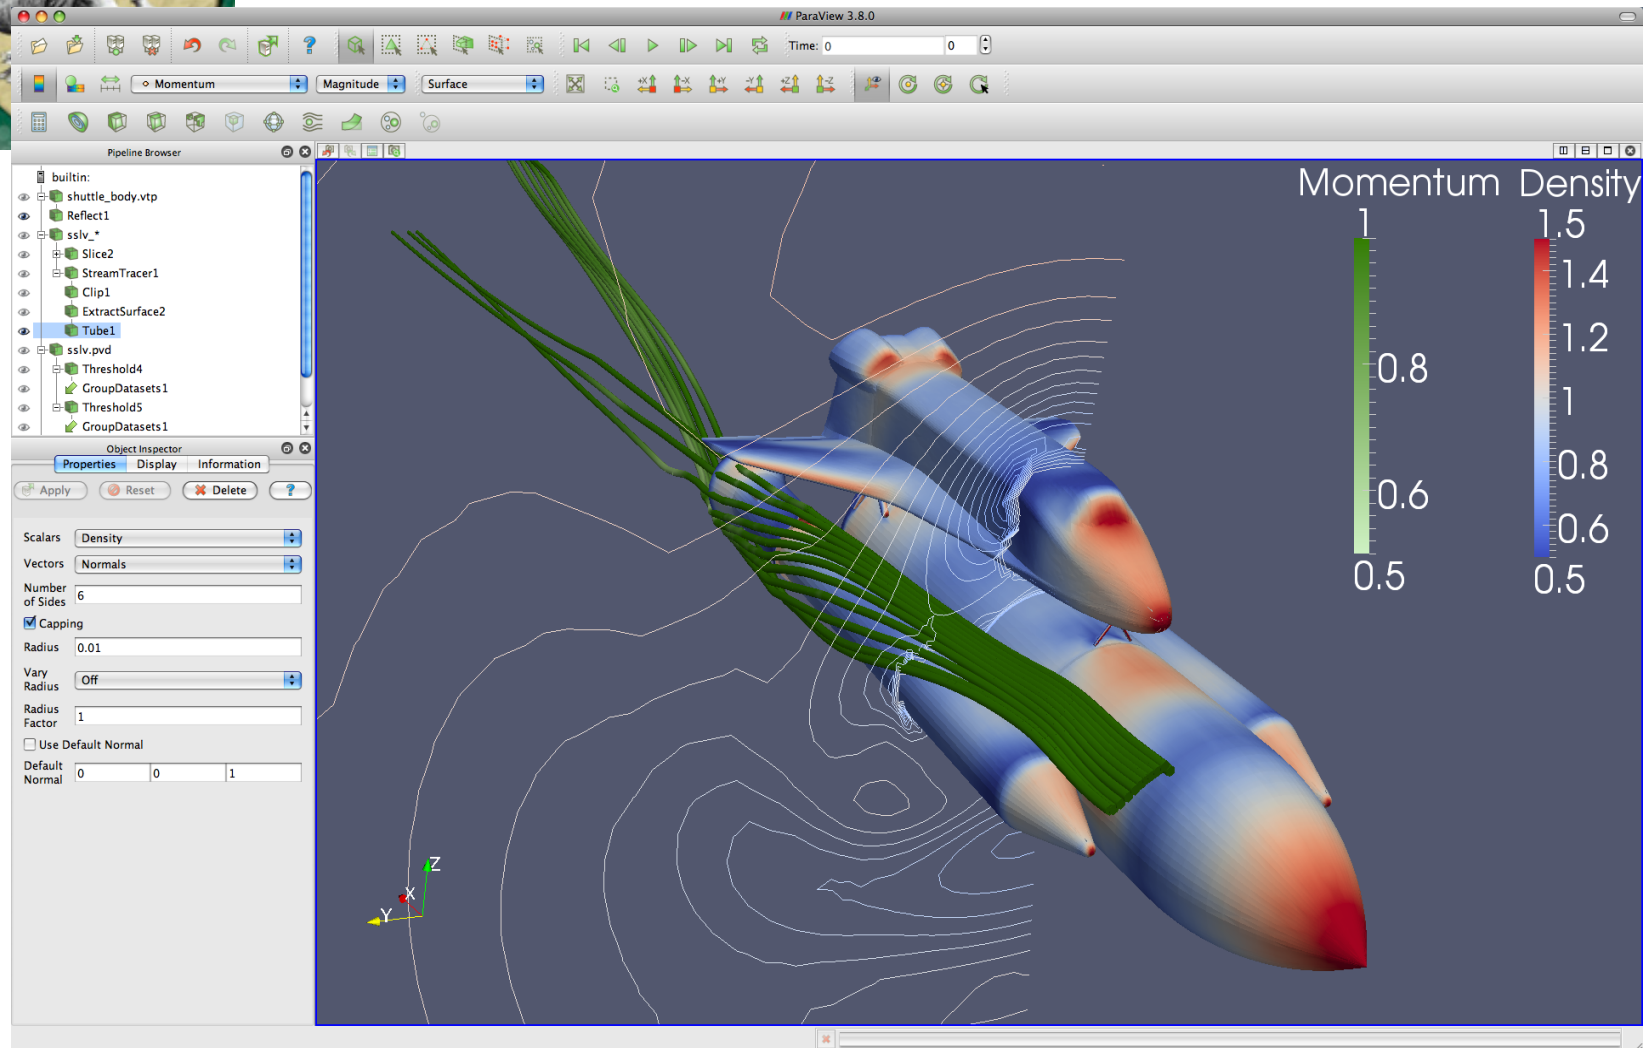 ParaView 3.8.0
Time: 0 0
Momentum Magnitude Surface
Pipeline Browser
builtin:
shuttle_body.vtp
Reflect1
sslv_*
Slice2
StreamTracer1
Clip1
ExtractSurface2
Tube1
sslv.pvd
Threshold4
GroupDatasets1
Threshold5
GroupDatasets1
Object Inspector
Properties Display Information
Apply Reset Delete ?
Scalars Density
Vectors Normals
Number
of Sides 6
Capping
Radius 0.01
Vary
Radius Off
Radius
Factor 1
Use Default Normal
Default
Normal 0 0 1
+X -X +Y -Y +Z -Z
?
Momentum
1
0.8
0.6
0.5
Density
1.5
1.4
1.2
1
0.8
0.6
0.5
Z
X
Y